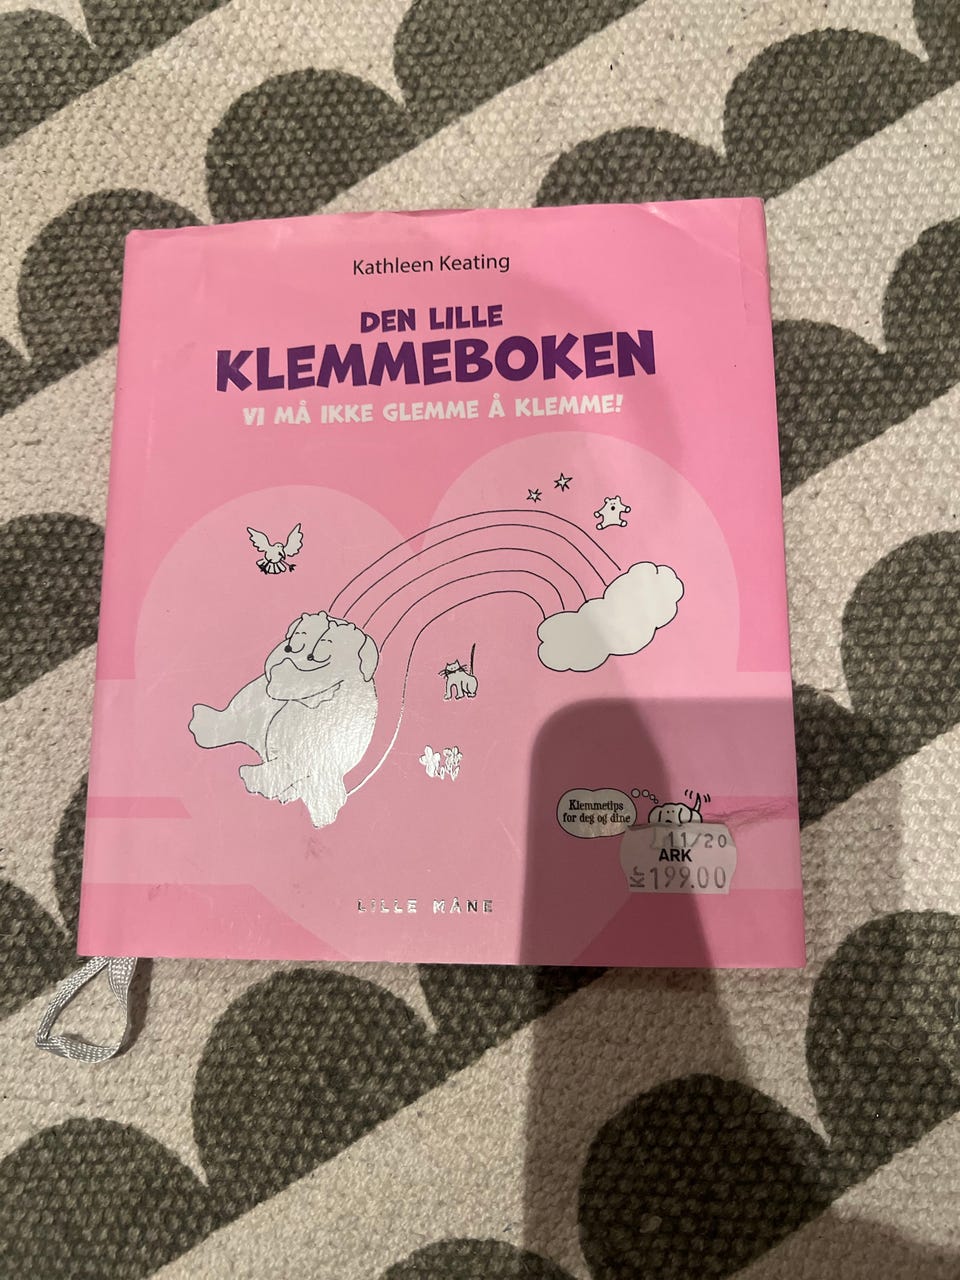 Kathleen Keating
DEN LILLE
KLEMMEBOKEN
VI MÅ IKKE GLEMME Å KLEMME!
Klemmetips
for deg og dine
11/20
ARK
Kr 199.00
LILLE MÅNE